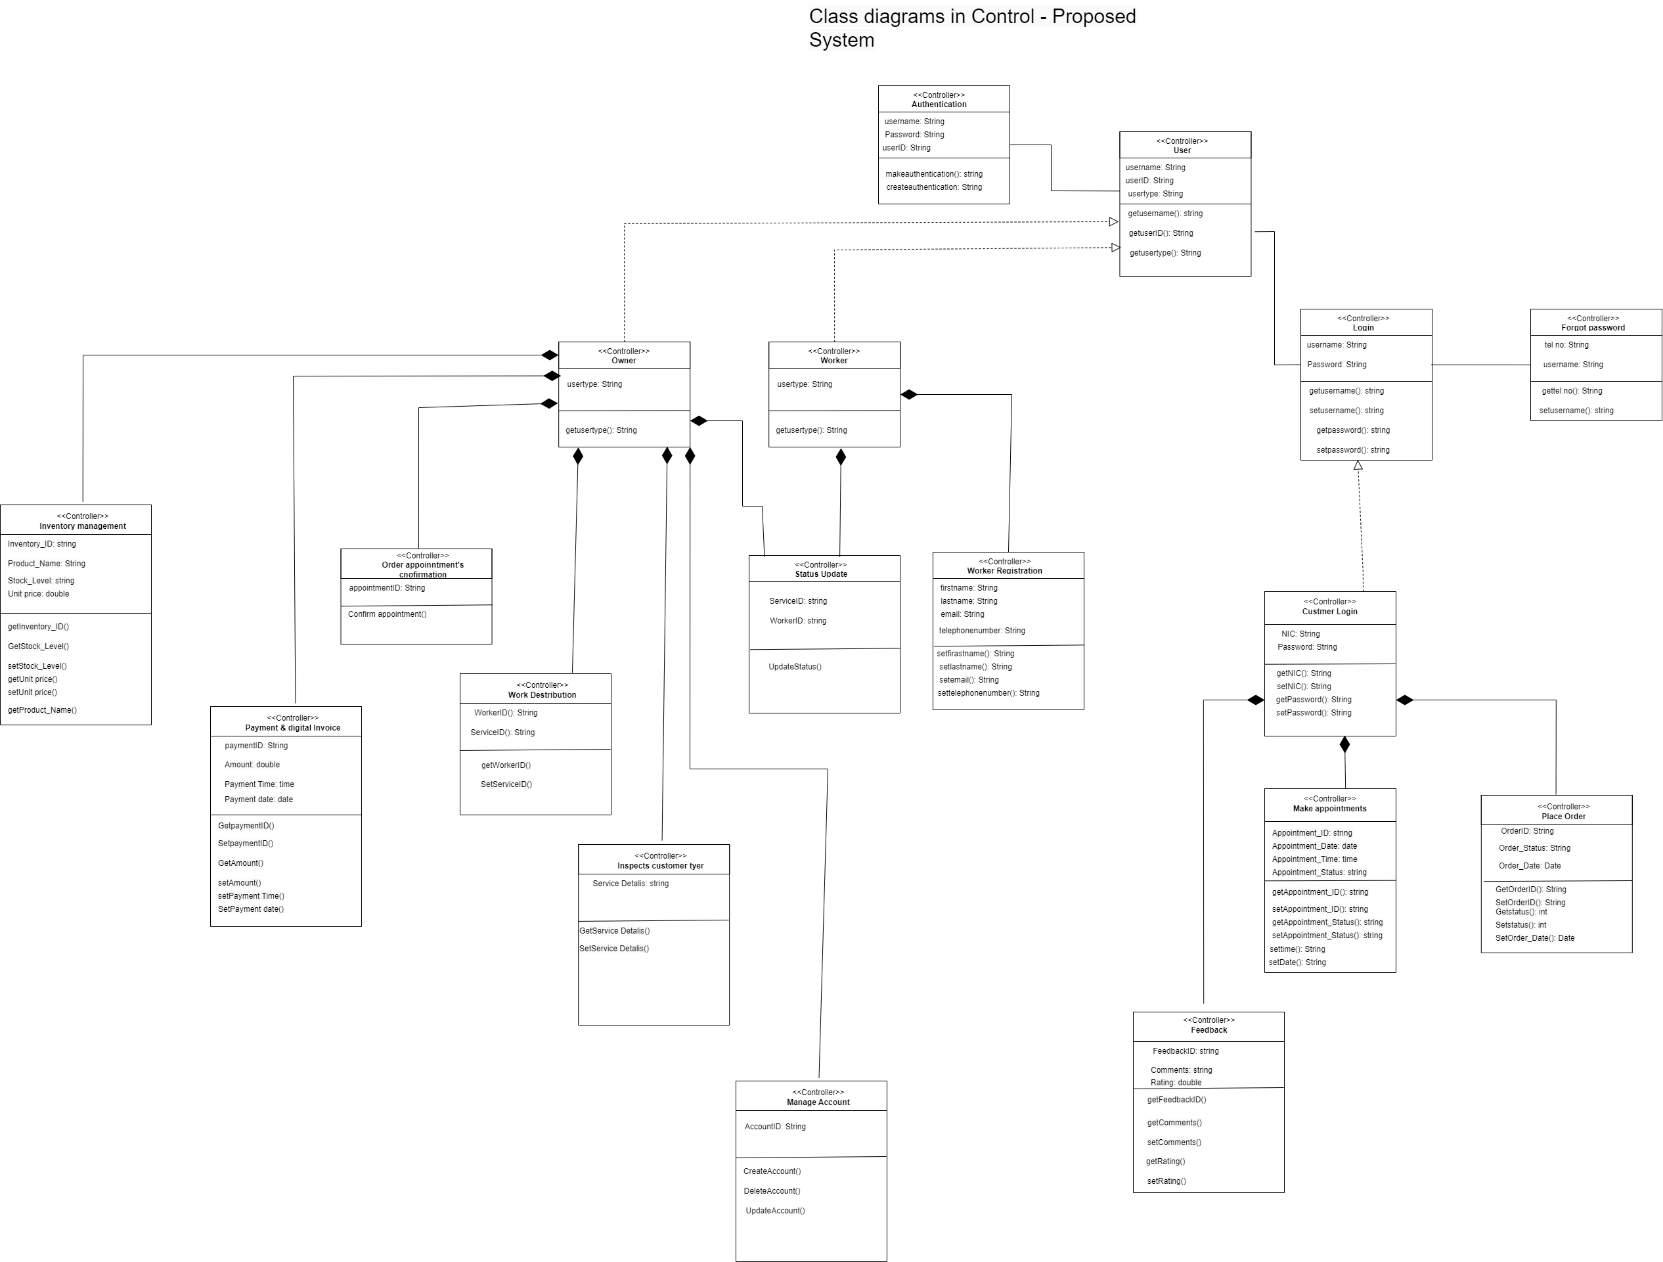 Class diagrams in Control - Proposed
System
<<Controller>>
Authentication
username: String
Password: String
userID: String
makeauthentication(): string
createauthentication: String
<<Controller>>
User
username: String
userID: String
usertype: String
getusername(): string
getuserID(): String
getusertype(): String
<<Controller>>
Login
username: String
Password: String
getusername(): string
setusername(): string
getpassword(): string
setpassword(): string
<<Controller>>
Forgot password
tel no: String
username: String
gettel.no(): String
setusername(): string
<<Controller>>
Owner
usertype: String
getusertype(): String
<<Controller>>
Worker
usertype: String
getusertype(): String
<<Controller>>
Inventory management
Inventory_ID: string
Product_Name: String
Stock_Level: string
Unit price: double
getInventory_ID()
GetStock_Level()
setStock_Level()
getUnit price()
setUnit price()
getProduct_Name()
<<Controller>>
Order appoinntment's
cnofirmation
appointmentID: String
Confirm appointment()
<<Controller>>
Status Update
ServiceID: string
WorkerID: string
UpdateStatus()
<<Controller>>
Worker Registration
firstname: String
lastname: String
email: String
telephonenumber: String
setfirastname(): String
setlastname(): String
setemail(): String
settelephonenumber(): String
<<Controller>>
Custmer Login
NIC: String
Password: String
getNIC(): String
setNIC(): String
getPassword(): String
setPassword(): String
<<Controller>>
Work Destribution
WorkerID(): String
ServiceID(): String
getWorkerID()
SetServiceID()
<<Controller>>
Payment & digital Invoice
paymentID: String
Amount: double
Payment Time: time
Payment date: date
GetpaymentID()
SetpaymentID()
GetAmount()
setAmount()
setPayment Time()
SetPayment date()
<<Controller>>
Inspects customer tyer
Service Detalis: string
GetService Detalis()
SetService Detalis()
<<Controller>>
Make appointments
Appointment_ID: string
Appointment_Date: date
Appointment_Time: time
Appointment_Status: string
getAppointment_ID(): string
setAppointment_ID(): string
getAppointment_Status(): string
setAppointment_Status(): string
settime(): String
setDate(): String
<<Controller>>
Place Order
OrderID: String
Order_Status: String
Order_Date: Date
GetOrderID(): String
SetOrderID(): String
Getstatus(): int
Setstatus(): int
SetOrder_Date(): Date
<<Controller>>
Feedback
FeedbackID: string
Comments: string
Rating: double
getFeedbackID()
getComments()
setComments()
getRating()
setRating()
<<Controller>>
Manage Account
AccountID: String
CreateAccount()
DeleteAccount()
UpdateAccount()